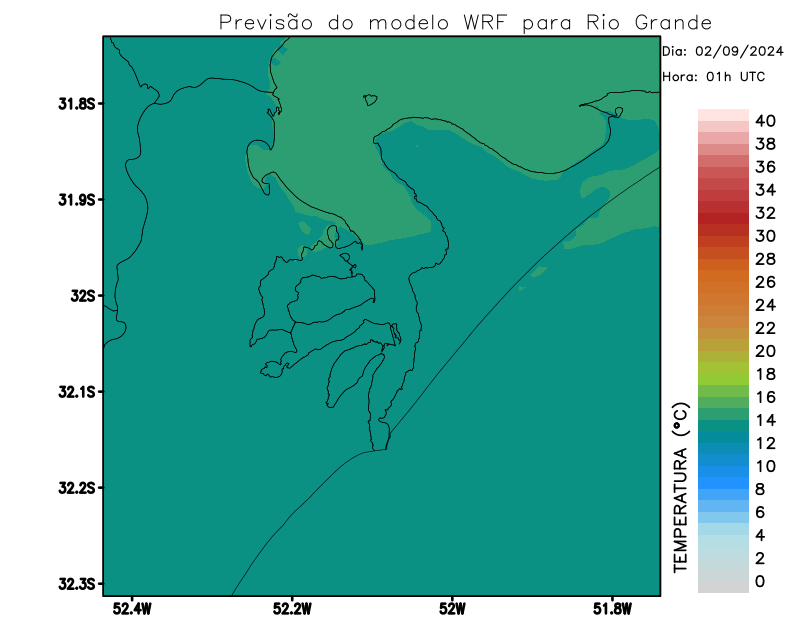 Previsão do modelo WRF para Rio Grande
Dia: 02/09/2024
Hora: 01h UTC
31.8S
31.9S
32S
32.1S
32.2S
32.3S
52.4W
52.2W
52W
51.8W
TEMPERATURA (°C)
40
38
36
34
32
30
28
26
24
22
20
18
16
14
12
10
8
6
4
2
0